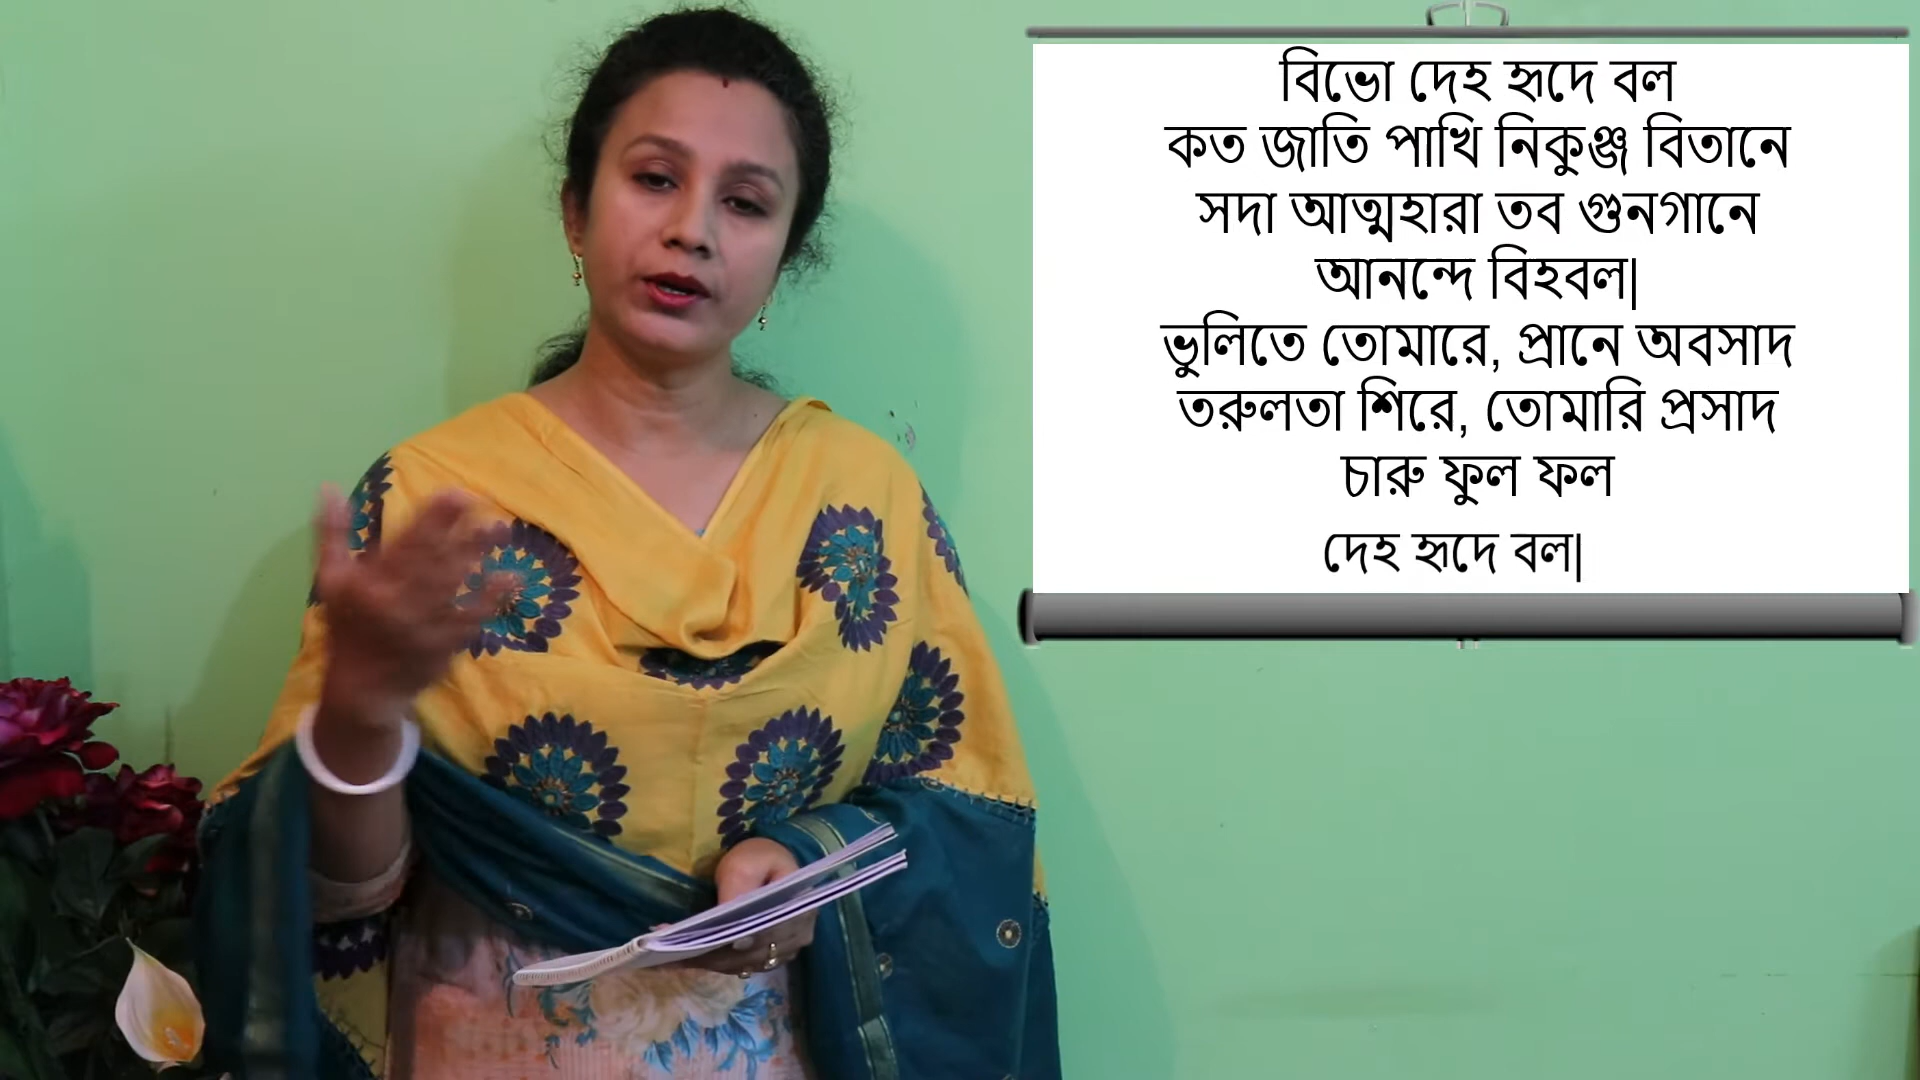 বিভো দেহ হৃদে বল
কত জাতি পাখি নিকুঞ্জ বিতানে
সদা আত্মহারা তব গুনগানে
আনন্দে বিহবল|
ভুলিতে তোমারে, প্রানে অবসাদ
তরুলতা শিরে, তোমারি প্রসাদ
চারু ফুল ফল
দেহ হৃদে বল|